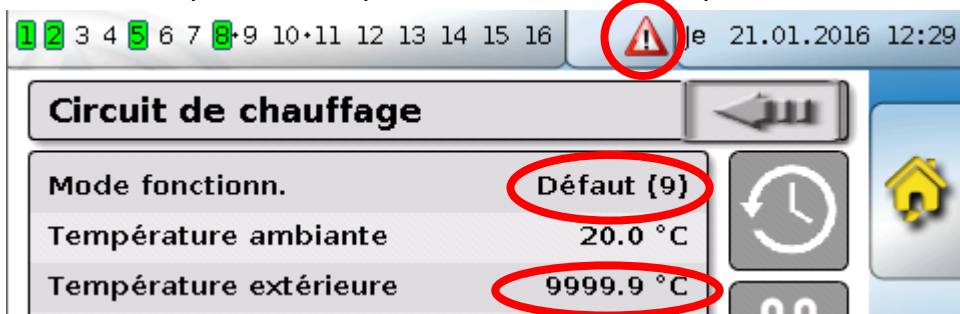 1 2 3 4 5 6 7 8·9 10·11 12 13 14 15 16 Je 21.01.2016 12:29
Circuit de chauffage
Mode fonctionn. Défaut (9)
Température ambiante 20.0 °C
Température extérieure 9999.9 °C